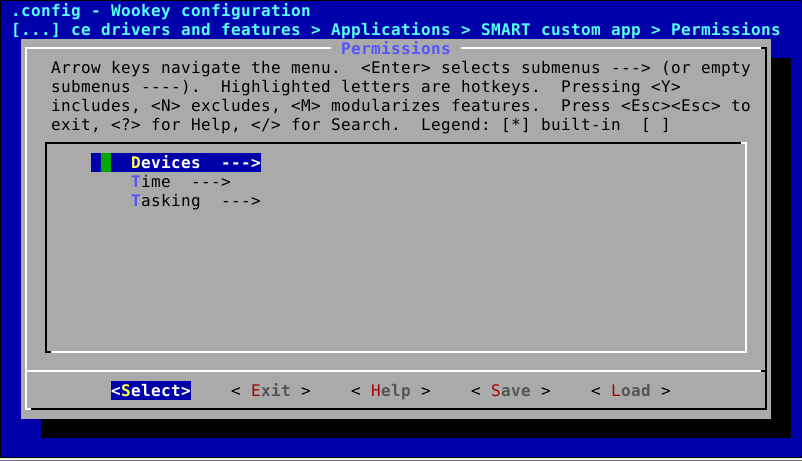 .config - Wookey configuration
[...] ce drivers and features > Applications > SMART custom app > Permissions
Permissions
Arrow keys navigate the menu.  <Enter> selects submenus ---> (or empty
submenus ----).  Highlighted letters are hotkeys.  Pressing <Y>
includes, <N> excludes, <M> modularizes features.  Press <Esc><Esc> to
exit, <?> for Help, </> for Search.  Legend: [*] built-in  [ ]
Devices  --->
Time  --->
Tasking  --->
<Select>    < Exit >    < Help >    < Save >    < Load >